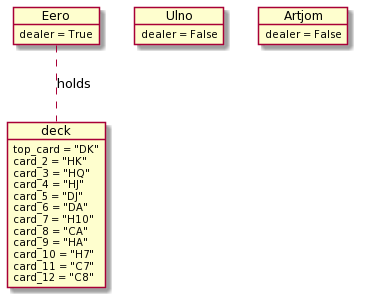 Eero
dealer = True
Ulno
dealer = False
Artjom
dealer = False
holds
deck
top_card = "DK"
card_2 = "HK"
card_3 = "HQ"
card_4 = "HJ"
card_5 = "DJ"
card_6 = "DA"
card_7 = "H10"
card_8 = "CA"
card_9 = "HA"
card_10 = "H7"
card_11 = "C7"
card_12 = "C8"